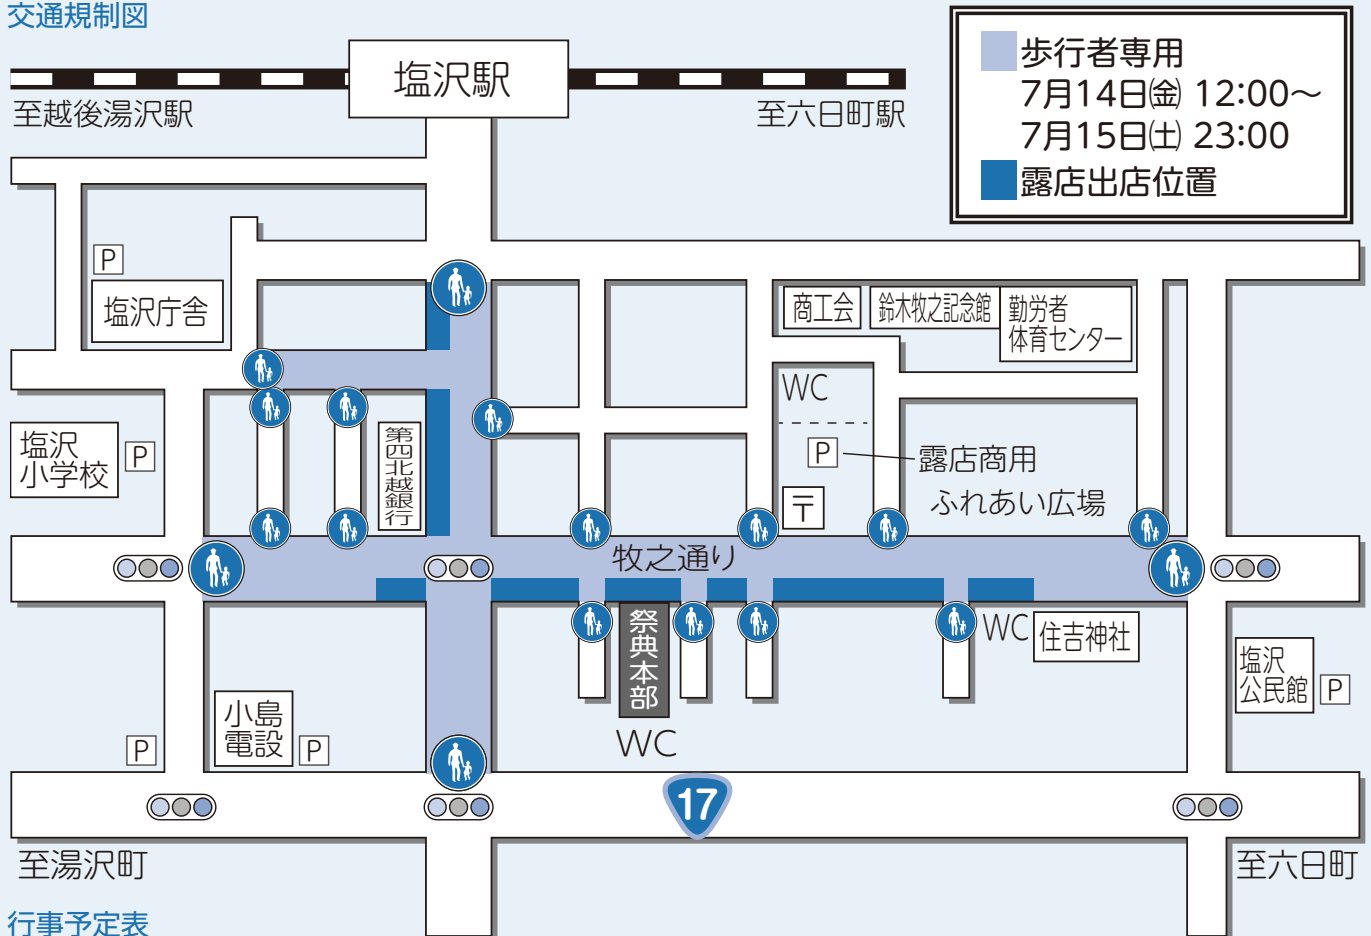 交通規制図
塩沢駅
至越後湯沢駅
至六日町駅
歩行者専用
7月14日㈮ 12:00～
7月15日㈯ 23:00
露店出店位置
P
塩沢庁舎
商工会
鈴木牧之記念館
勤労者
体育センター
WC
塩沢
小学校
P
第四北越銀行
P
露店商用
〒
ふれあい広場
牧之通り
祭典本部
WC
WC
住吉神社
塩沢
公民館
P
小島
電設
P
P
17
至湯沢町
至六日町
行事予定表